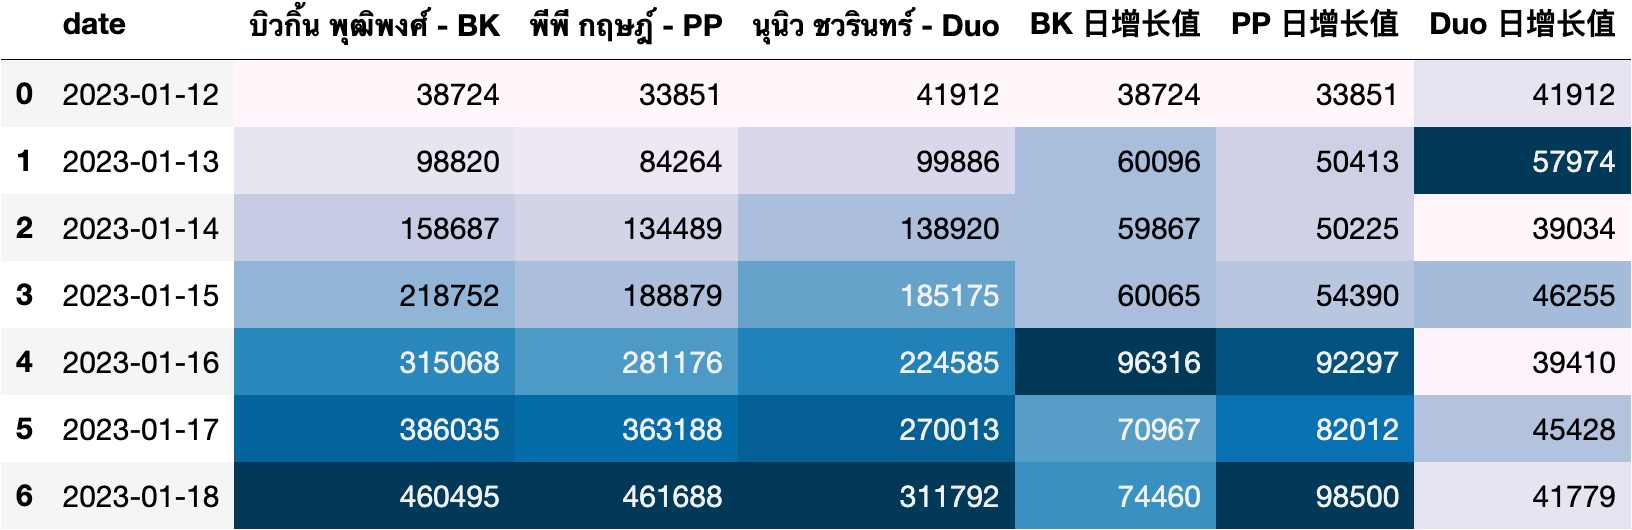 date บิวกิ้น พุฒิพงศ์ - BK พีพี กฤษฎ์ - PP นุนิว ชวรินทร์ - Duo BK 日增长值 PP 日增长值 Duo 日增长值
0 2023-01-12 38724 33851 41912 38724 33851 41912
1 2023-01-13 98820 84264 99886 60096 50413 57974
2 2023-01-14 158687 134489 138920 59867 50225 39034
3 2023-01-15 218752 188879 185175 60065 54390 46255
4 2023-01-16 315068 281176 224585 96316 92297 39410
5 2023-01-17 386035 363188 270013 70967 82012 45428
6 2023-01-18 460495 461688 311792 74460 98500 41779